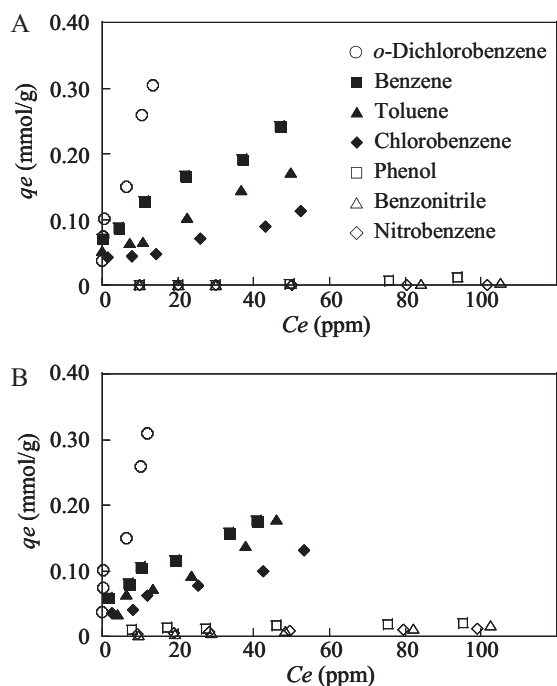 A
0.40
0.30
0.20
0.10
0
qe (mmol/g)
o-Dichlorobenzene
Benzene
Toluene
Chlorobenzene
Phenol
Benzonitrile
Nitrobenzene
0 20 40 60 80 100
Ce (ppm)
B
0.40
0.30
0.20
0.10
0.00
qe (mmol/g)
0 20 40 60 80 100
Ce (ppm)